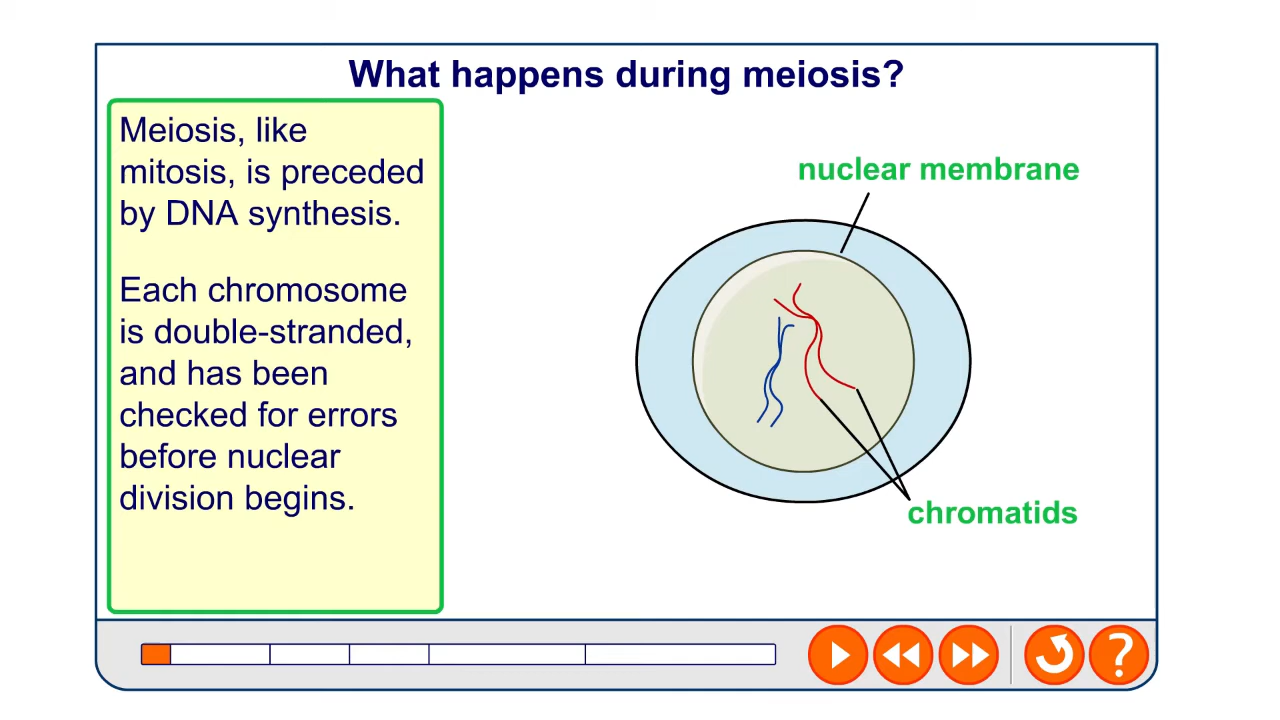 What happens during meiosis?
Meiosis, like
mitosis, is preceded
by DNA synthesis.
Each chromosome
is double-stranded,
and has been
checked for errors
before nuclear
division begins.
nuclear membrane
chromatids
?